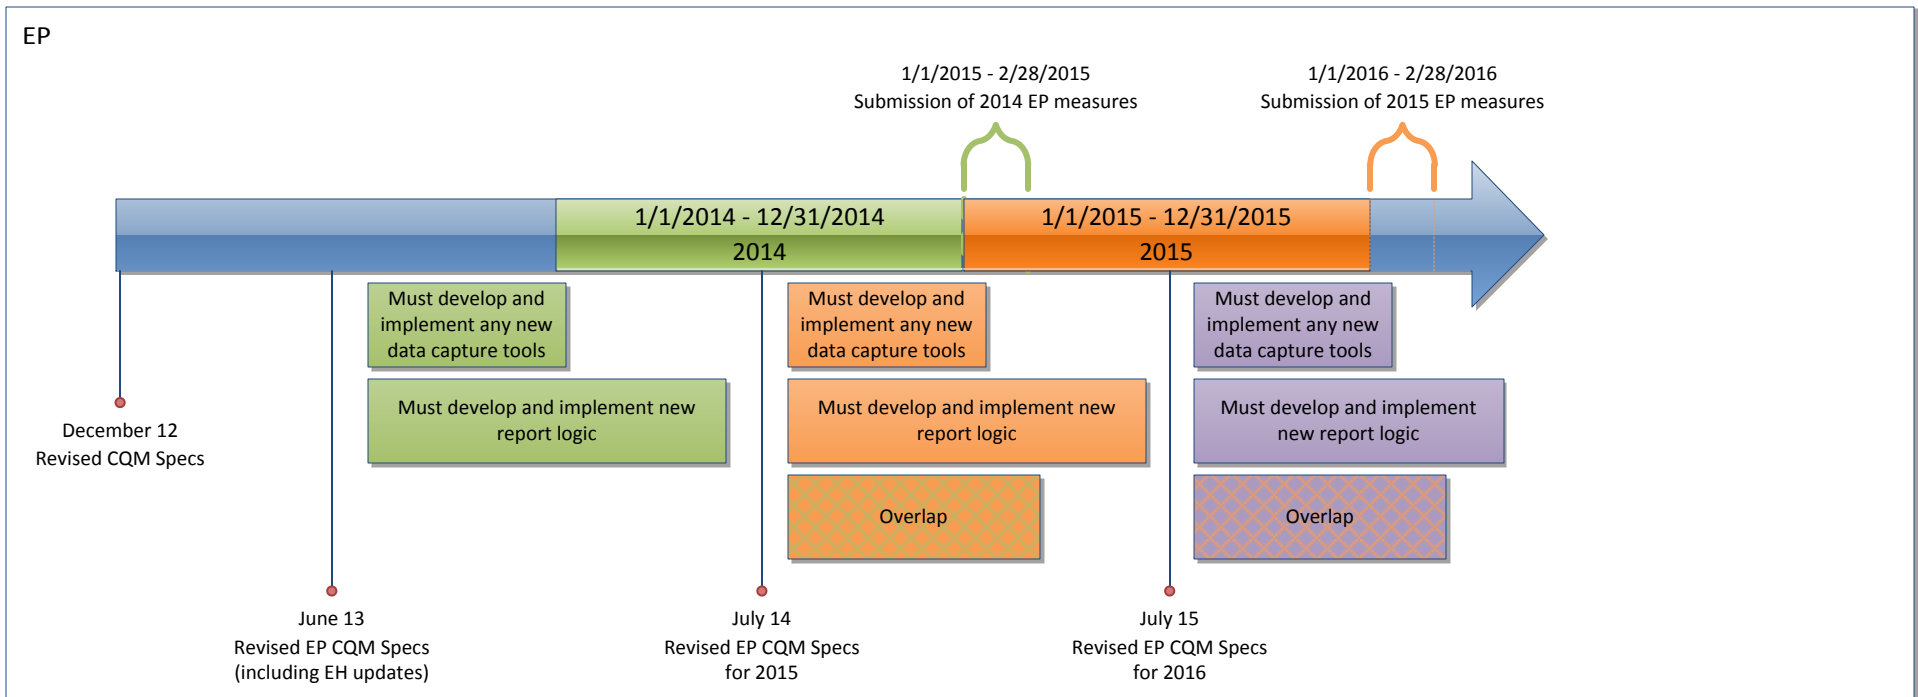 EP
1/1/2015 - 2/28/2015
Submission of 2014 EP measures
1/1/2016 - 2/28/2016
Submission of 2015 EP measures
1/1/2014 - 12/31/2014
2014
1/1/2015 - 12/31/2015
2015
Must develop and
implement any new
data capture tools
Must develop and
implement any new
data capture tools
Must develop and
implement any new
data capture tools
Must develop and implement new
report logic
Must develop and implement new
report logic
Must develop and implement
new report logic
December 12
Revised CQM Specs
Overlap
Overlap
June 13
Revised EP CQM Specs
(including EH updates)
July 14
Revised EP CQM Specs
for 2015
July 15
Revised EP CQM Specs
for 2016